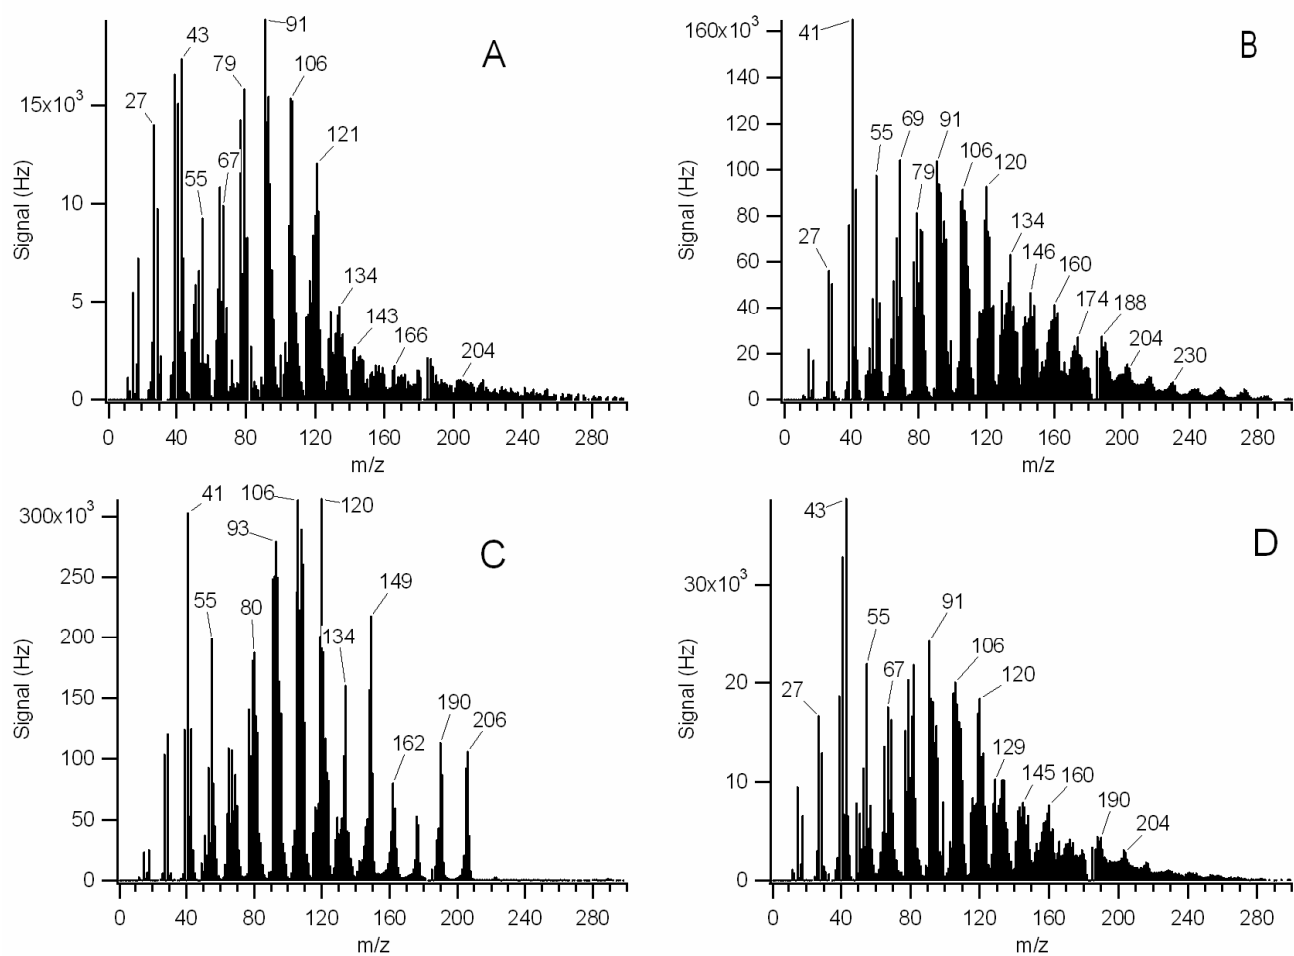 A
91
43
79
106
27
15x10³
121
67
55
10
134
5
143
166
204
0
Signal (Hz)
0 40 80 120 160 200 240 280
m/z
B
160x10³
41
140
120
55 69 91
106
120
100
79
80
27
134
146
60
160
174 188
40
204
20
230
0
Signal (Hz)
0 40 80 120 160 200 240 280
m/z
C
300x10³
41 106 120
93
250
149
55 80
200
134
150
190
206
100
162
50
0
Signal (Hz)
0 40 80 120 160 200 240 280
m/z
D
43
30x10³
91
55
106
67
120
27
20
129
145 160
10
190
204
0
Signal (Hz)
0 40 80 120 160 200 240 280
m/z